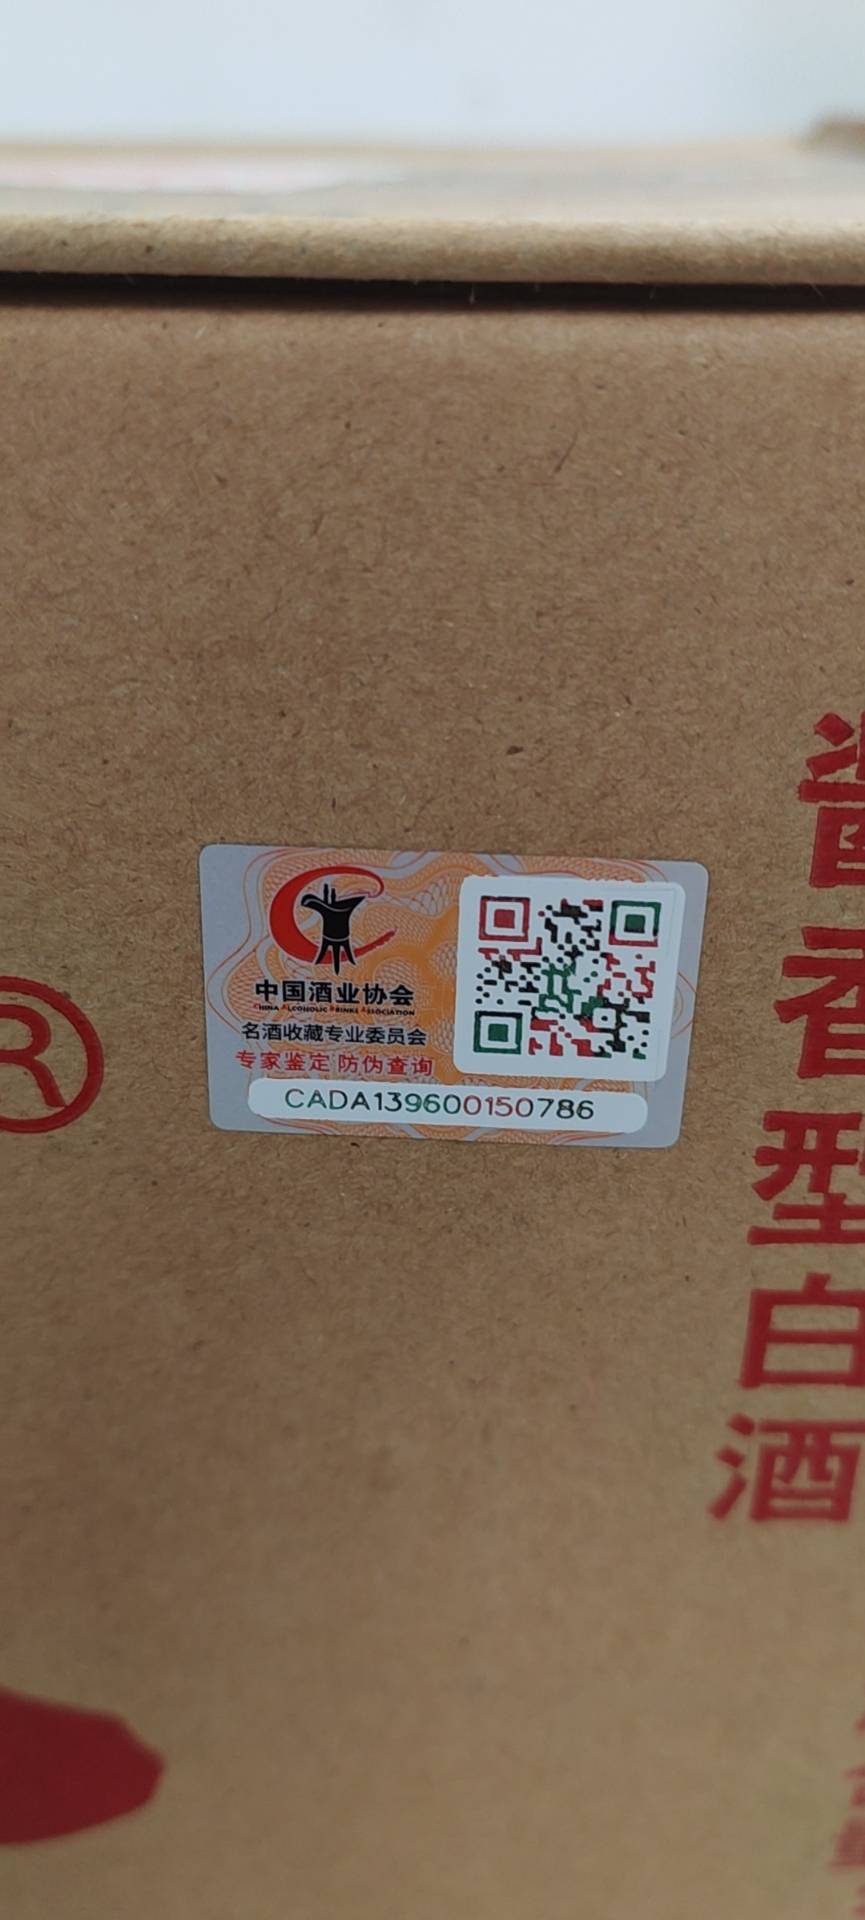 中国酒业协会
CHINA ALCOHOLIC DRINKS ASSOCIATION
名酒收藏专业委员会
专家鉴定 防伪查询
CADA139600150786
®
酱香型白酒